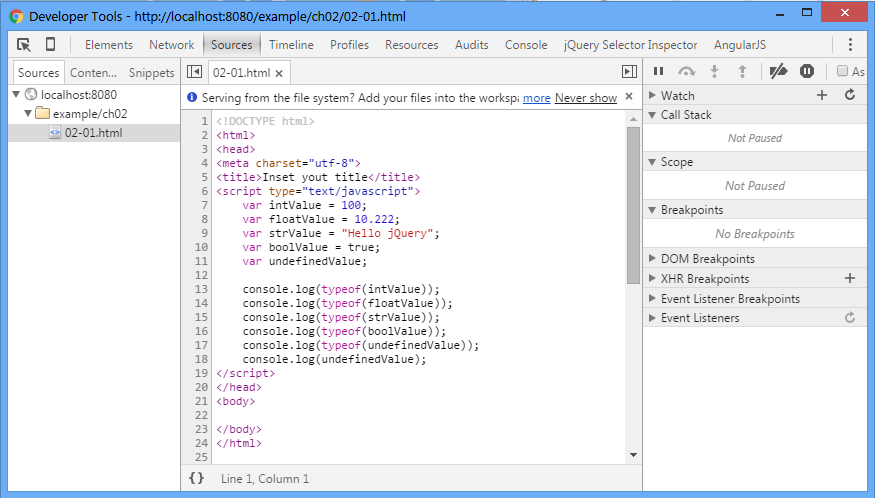 Developer Tools - http://localhost:8080/example/ch02/02-01.html
Elements Network Sources Timeline Profiles Resources Audits Console jQuery Selector Inspector AngularJS
Sources Conten... Snippets
02-01.html ×
As
localhost:8080
example/ch02
02-01.html
Serving from the file system? Add your files into the workspa more Never show ×
1 <!DOCTYPE html>
2 <html>
3 <head>
4 <meta charset="utf-8">
5 <title>Inset yout title</title>
6 <script type="text/javascript">
7 var intValue = 100;
8 var floatValue = 10.222;
9 var strValue = "Hello jQuery";
10 var boolValue = true;
11 var undefinedValue;
12
13 console.log(typeof(intValue));
14 console.log(typeof(floatValue));
15 console.log(typeof(strValue));
16 console.log(typeof(boolValue));
17 console.log(typeof(undefinedValue));
18 console.log(undefinedValue);
19 </script>
20 </head>
21 <body>
22
23 </body>
24 </html>
25
{} Line 1, Column 1
Watch
Call Stack
Not Paused
Scope
Not Paused
Breakpoints
No Breakpoints
DOM Breakpoints
XHR Breakpoints
Event Listener Breakpoints
Event Listeners